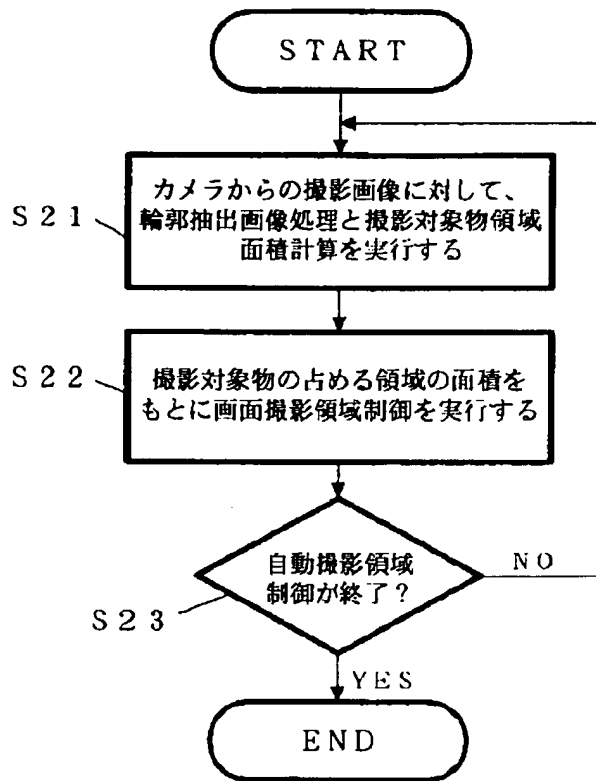 START
カメラからの撮影画像に対して、
S21
輪郭抽出画像処理と撮影対象物領域
面積計算を実行する
S22
撮影対象物の占める領域の面積を
もとに画面撮影領域制御を実行する
自動撮影領域
制御が終了？
NO
S23
YES
END